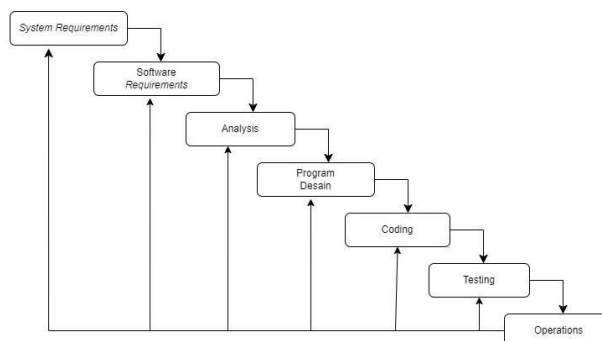 System Requirements
Software
Requirements
Analysis
Program
Desain
Coding
Testing
Operations